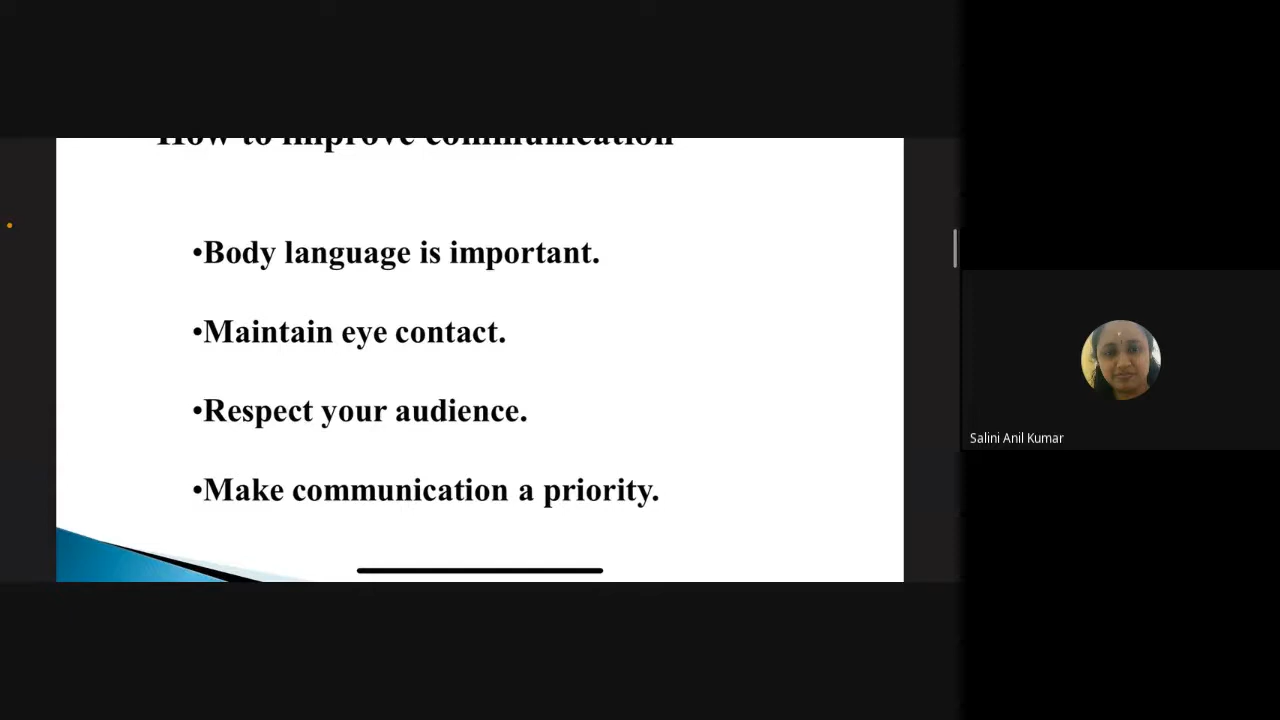 How to improve communication
•Body language is important.
•Maintain eye contact.
•Respect your audience.
•Make communication a priority.
Salini Anil Kumar